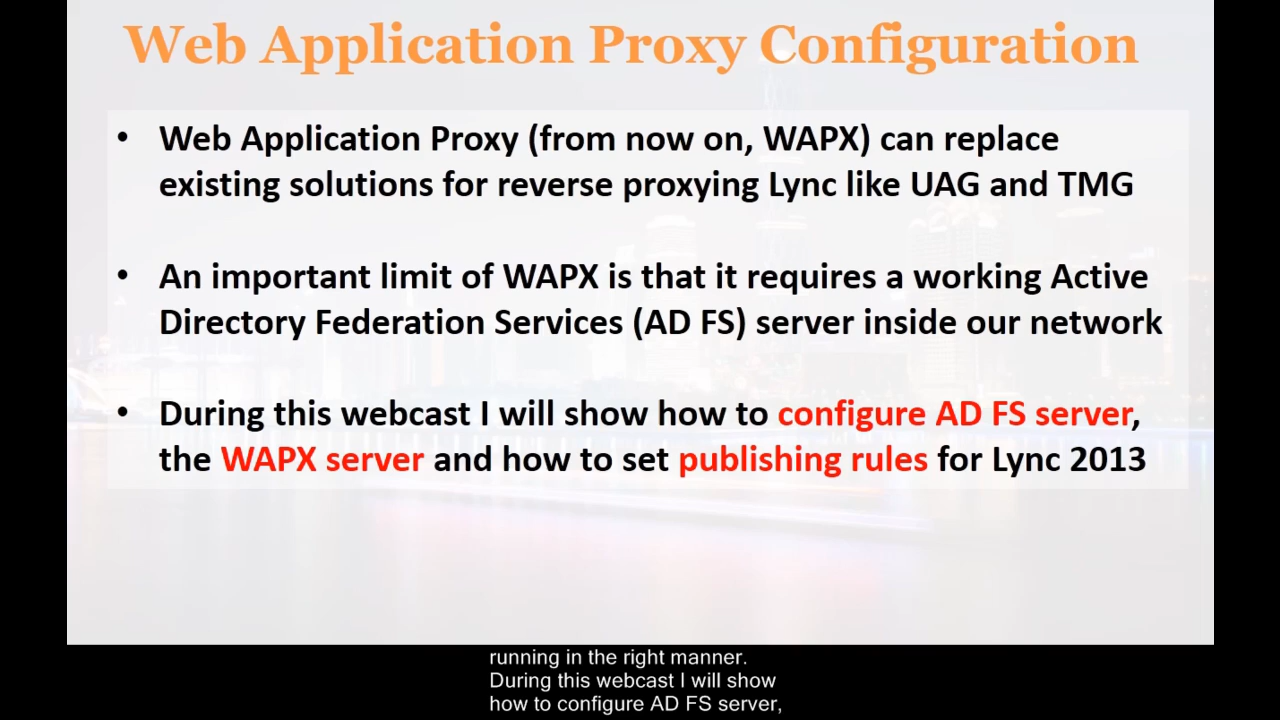 Web Application Proxy Configuration
• Web Application Proxy (from now on, WAPX) can replace
existing solutions for reverse proxying Lync like UAG and TMG
• An important limit of WAPX is that it requires a working Active
Directory Federation Services (AD FS) server inside our network
• During this webcast I will show how to configure AD FS server,
the WAPX server and how to set publishing rules for Lync 2013
running in the right manner.
During this webcast I will show
how to configure AD FS server,